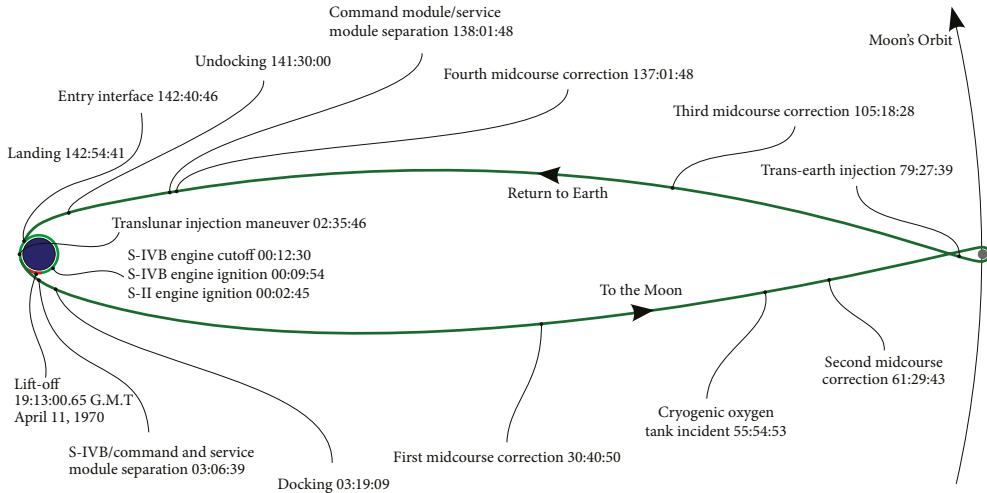 Command module/service
module separation 138:01:48
Moon's Orbit
Undocking 141:30:00
Fourth midcourse correction 137:01:48
Entry interface 142:40:46
Third midcourse correction 105:18:28
Landing 142:54:41
Trans-earth injection 79:27:39
Return to Earth
Translunar injection maneuver 02:35:46
S-IVB engine cutoff 00:12:30
S-IVB engine ignition 00:09:54
S-II engine ignition 00:02:45
To the Moon
Second midcourse
correction 61:29:43
Lift-off
19:13:00.65 G.M.T
April 11, 1970
Cryogenic oxygen
tank incident 55:54:53
S-IVB/command and service
module separation 03:06:39
First midcourse correction 30:40:50
Docking 03:19:09